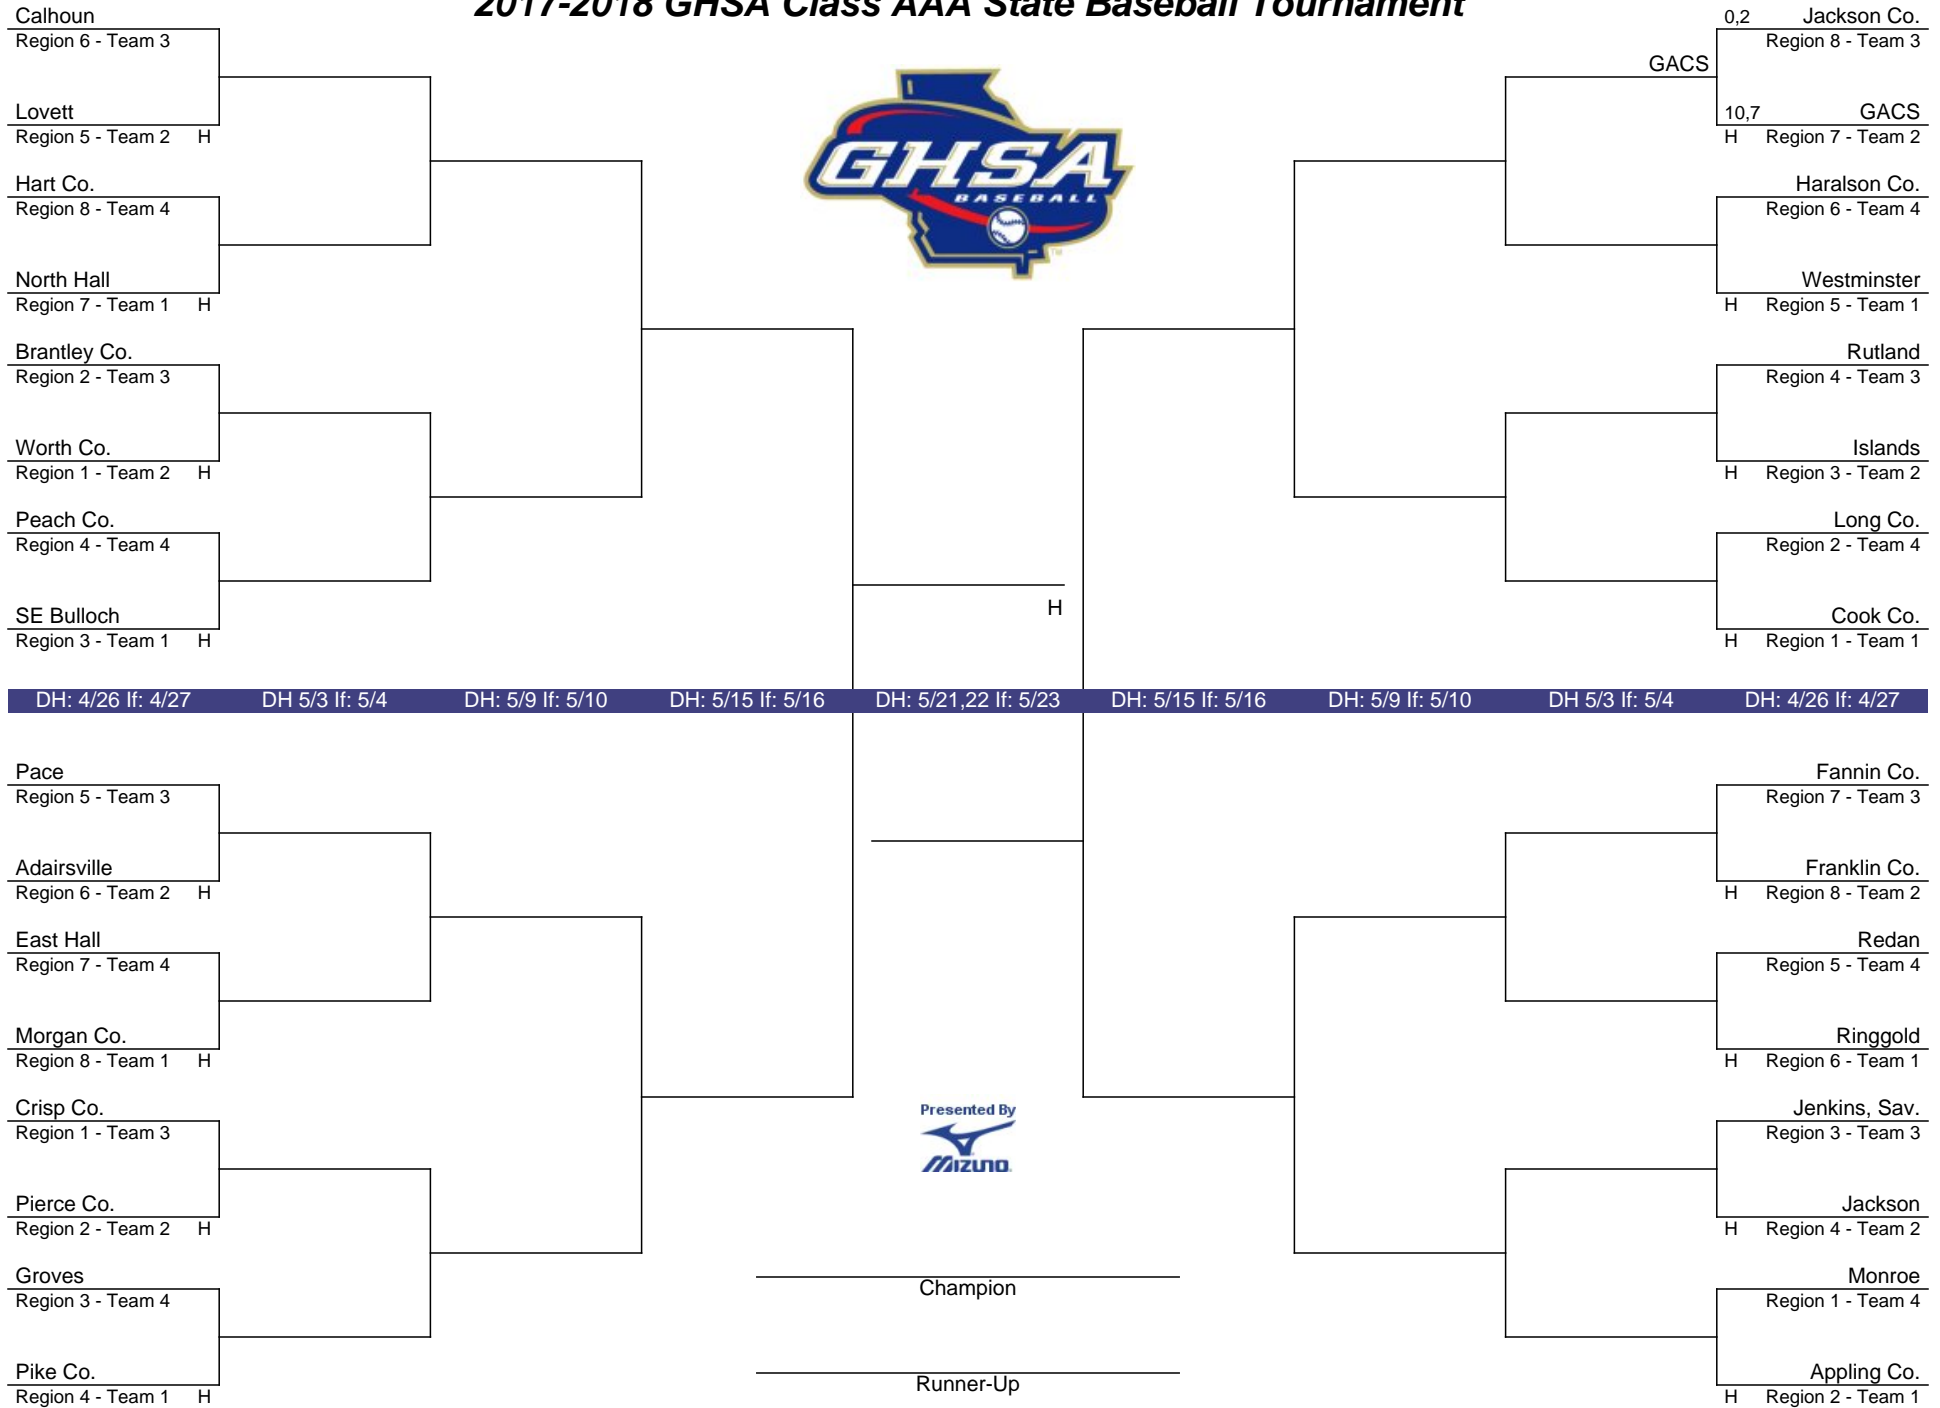 2017-2018 GHSA Class AAA State Baseball Tournament
Calhoun
Region 6 - Team 3
Lovett
Region 5 - Team 2 H
Hart Co.
Region 8 - Team 4
North Hall
Region 7 - Team 1 H
Brantley Co.
Region 2 - Team 3
Worth Co.
Region 1 - Team 2 H
Peach Co.
Region 4 - Team 4
SE Bulloch
Region 3 - Team 1 H
GHSA
BASEBALL
TM
H
0,2 Jackson Co.
Region 8 - Team 3
GACS
10,7 GACS
H Region 7 - Team 2
Haralson Co.
Region 6 - Team 4
Westminster
H Region 5 - Team 1
Rutland
Region 4 - Team 3
Islands
H Region 3 - Team 2
Long Co.
Region 2 - Team 4
Cook Co.
H Region 1 - Team 1
DH: 4/26 If: 4/27 DH 5/3 If: 5/4 DH: 5/9 If: 5/10 DH: 5/15 If: 5/16 DH: 5/21,22 If: 5/23 DH: 5/15 If: 5/16 DH: 5/9 If: 5/10 DH 5/3 If: 5/4 DH: 4/26 If: 4/27
Pace
Region 5 - Team 3
Adairsville
Region 6 - Team 2 H
East Hall
Region 7 - Team 4
Morgan Co.
Region 8 - Team 1 H
Crisp Co.
Region 1 - Team 3
Pierce Co.
Region 2 - Team 2 H
Groves
Region 3 - Team 4
Pike Co.
Region 4 - Team 1 H
Presented By
MIZUNO
Champion
Runner-Up
Fannin Co.
Region 7 - Team 3
Franklin Co.
H Region 8 - Team 2
Redan
Region 5 - Team 4
Ringgold
H Region 6 - Team 1
Jenkins, Sav.
Region 3 - Team 3
Jackson
H Region 4 - Team 2
Monroe
Region 1 - Team 4
Appling Co.
H Region 2 - Team 1